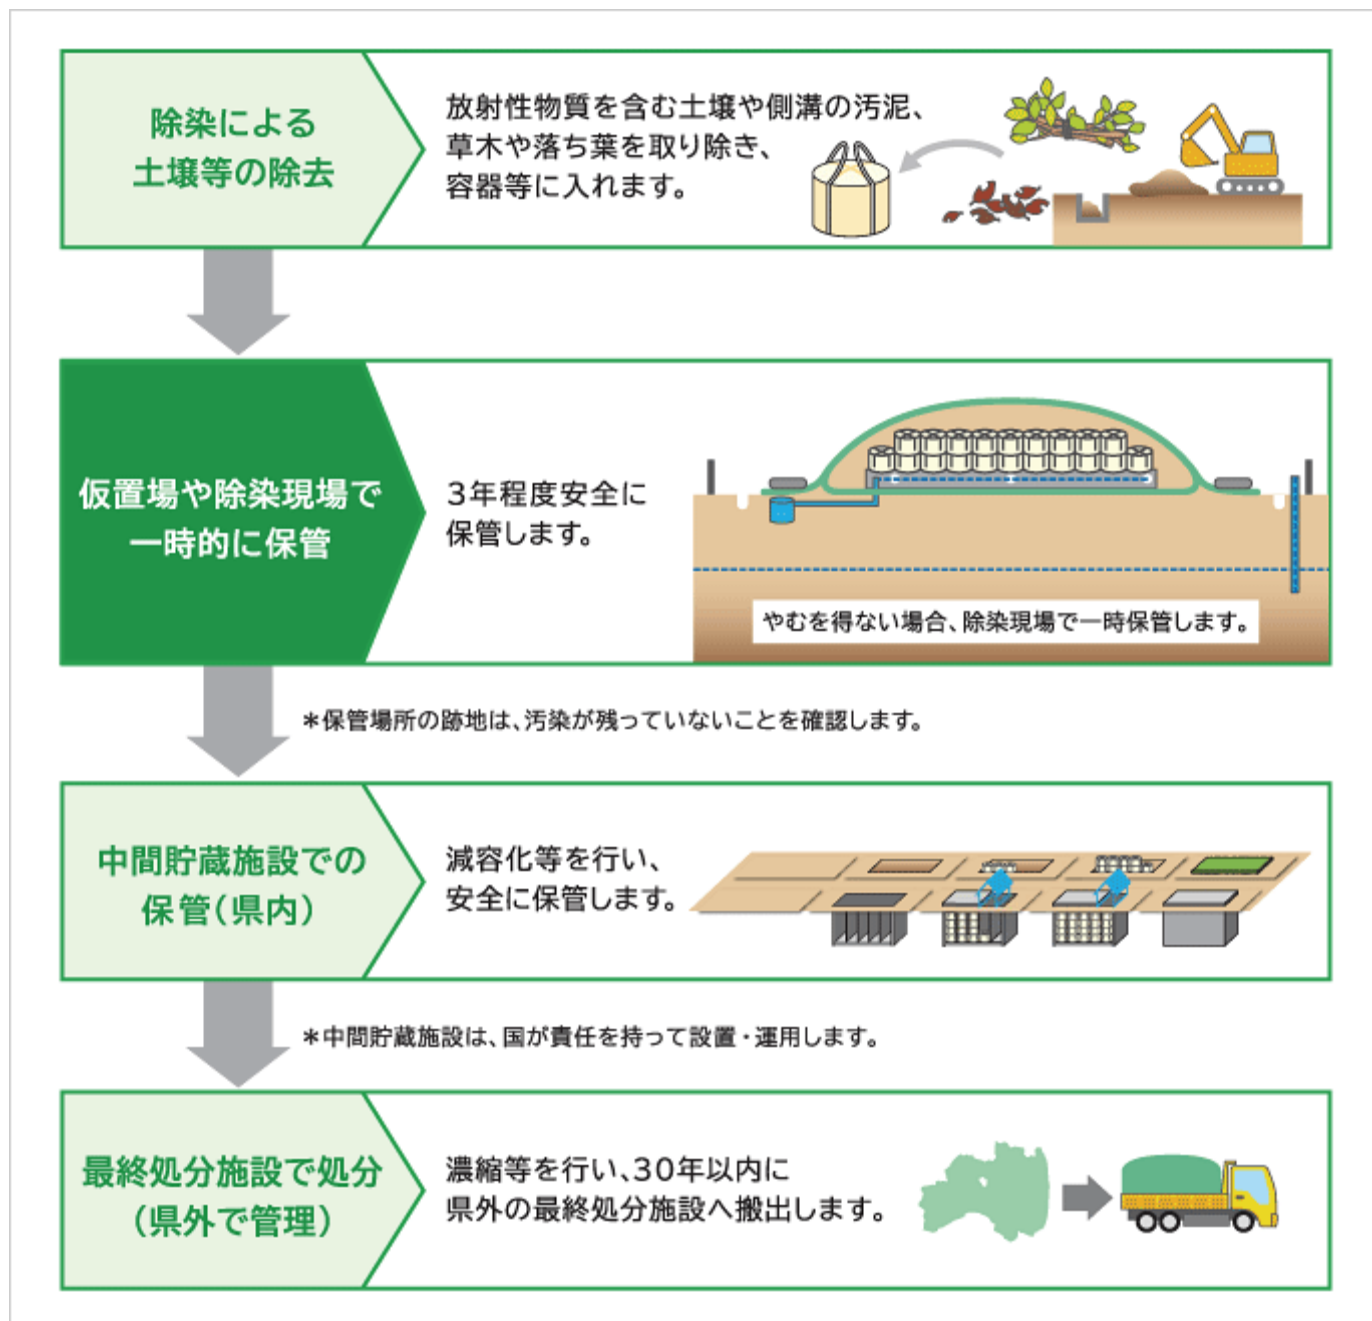 除染による
土壌等の除去
放射性物質を含む土壌や側溝の汚泥、
草木や落ち葉を取り除き、
容器等に入れます。
仮置場や除染現場で
一時的に保管
3年程度安全に
保管します。
やむを得ない場合、除染現場で一時保管します。
＊保管場所の跡地は、汚染が残っていないことを確認します。
中間貯蔵施設での
保管（県内）
減容化等を行い、
安全に保管します。
＊中間貯蔵施設は、国が責任を持って設置・運用します。
最終処分施設で処分
（県外で管理）
濃縮等を行い、30年以内に
県外の最終処分施設へ搬出します。